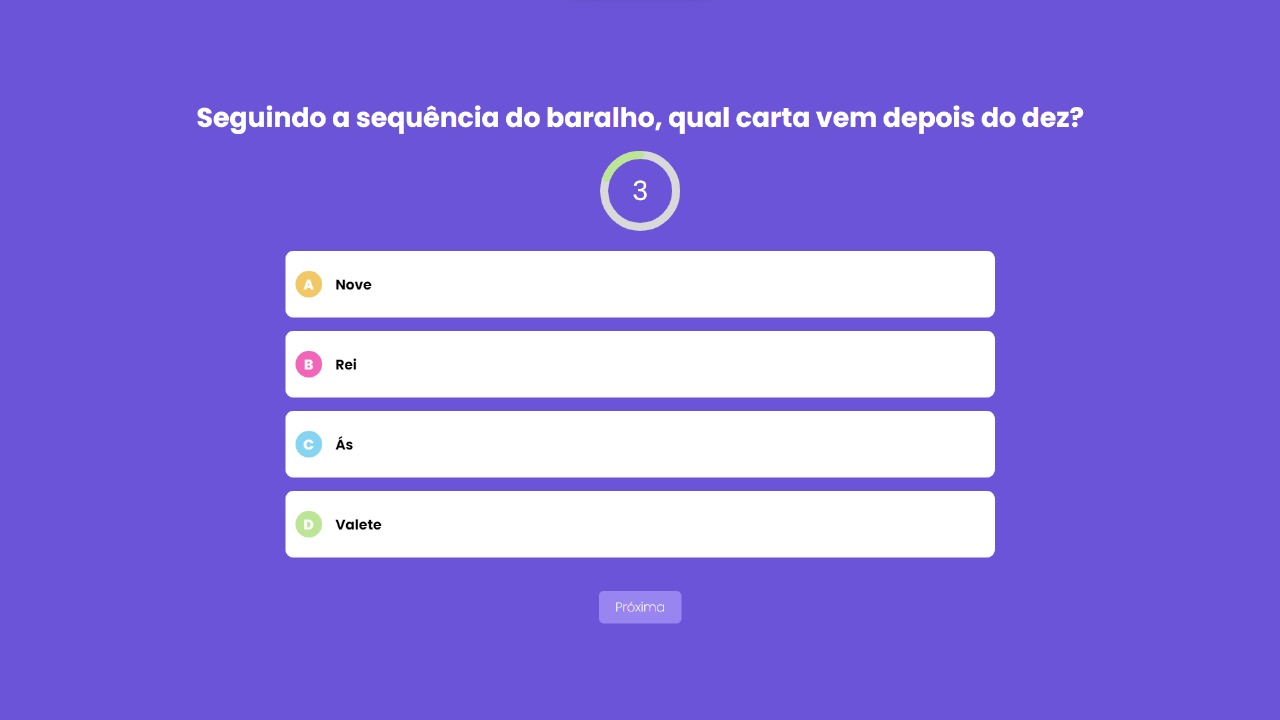 Seguindo a sequência do baralho, qual carta vem depois do dez?
3
A Nove
B Rei
C Ás
D Valete
Próxima